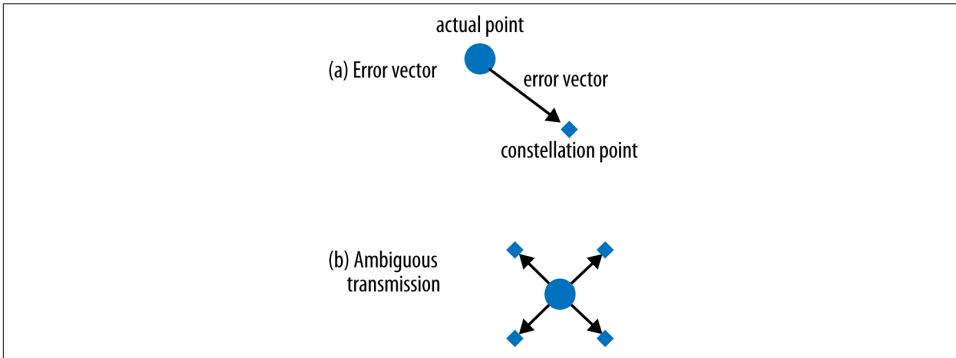 actual point
(a) Error vector
error vector
constellation point
(b) Ambiguous
transmission